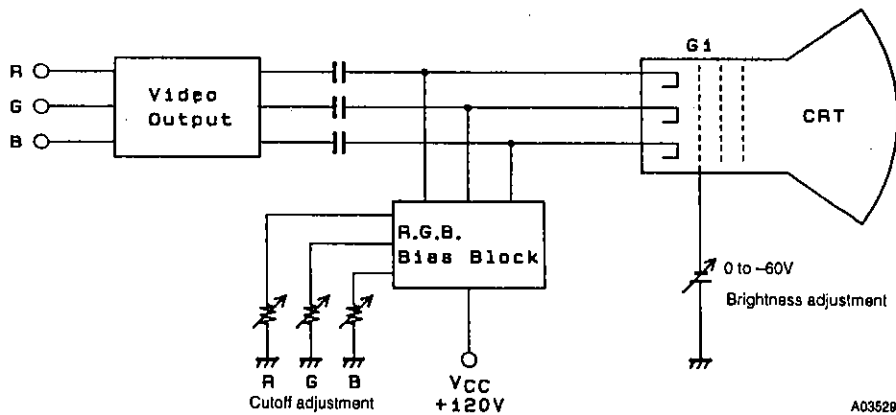 G1
R
G
B
Video
Output
CRT
R.G.B.
Bias Block
0 to –60V
Brightness adjustment
R G B
Cutoff adjustment
VCC
+120V
A03529